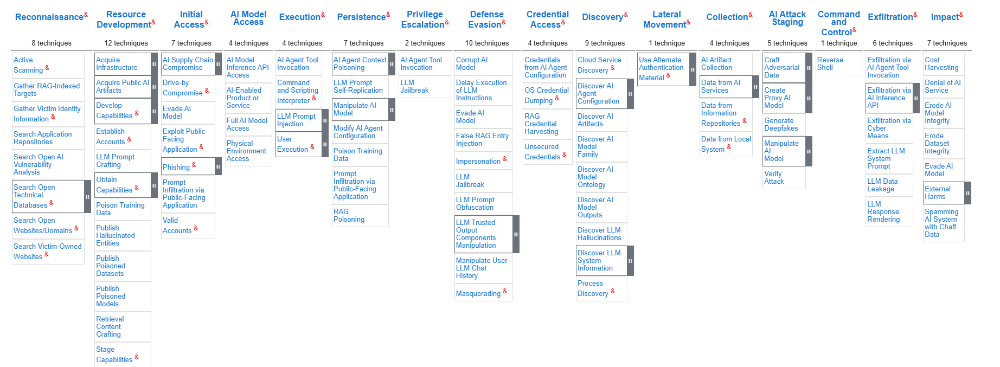 Reconnaissance&
8 techniques
Active
Scanning &
Gather RAG-Indexed
Targets
Gather Victim Identity
Information &
Search Application
Repositories
Search Open AI
Vulnerability
Analysis
Search Open
Technical
Databases &
Search Open
Websites/Domains &
Search Victim-Owned
Websites &
Resource
Development&
12 techniques
Acquire
Infrastructure
Acquire Public AI
Artifacts
Develop
Capabilities &
Establish
Accounts &
LLM Prompt
Crafting
Obtain
Capabilities &
Poison Training
Data
Publish
Hallucinated
Entities
Publish
Poisoned
Datasets
Publish
Poisoned
Models
Retrieval
Content
Crafting
Stage
Capabilities &
Initial
Access&
7 techniques
AI Supply Chain
Compromise
Drive-by
Compromise &
Evade AI
Model
Exploit Public-
Facing
Application &
Phishing &
Prompt
Infiltration via
Public-Facing
Application
Valid
Accounts &
AI Model
Access
4 techniques
AI Model
Inference API
Access
AI-Enabled
Product or
Service
Full AI Model
Access
Physical
Environment
Access
Execution&
4 techniques
AI Agent Tool
Invocation
Command
and Scripting
Interpreter &
LLM Prompt
Injection
User
Execution &
Persistence&
7 techniques
AI Agent Context
Poisoning
LLM Prompt
Self-Replication
Manipulate AI
Model
Modify AI Agent
Configuration
Poison Training
Data
Prompt
Infiltration via
Public-Facing
Application
RAG
Poisoning
Privilege
Escalation&
2 techniques
AI Agent Tool
Invocation
LLM
Jailbreak
Defense
Evasion&
10 techniques
Corrupt AI
Model
Delay Execution
of LLM
Instructions
Evade AI
Model
False RAG Entry
Injection
Impersonation &
LLM
Jailbreak
LLM Prompt
Obfuscation
LLM Trusted
Output
Components
Manipulation
Manipulate User
LLM Chat
History
Masquerading &
Credential
Access&
4 techniques
Credentials
from AI Agent
Configuration
OS Credential
Dumping &
RAG
Credential
Harvesting
Unsecured
Credentials &
Discovery&
9 techniques
Cloud Service
Discovery &
Discover AI
Agent
Configuration
Discover AI
Artifacts
Discover AI
Model
Family
Discover AI
Model
Ontology
Discover AI
Model
Outputs
Discover LLM
Hallucinations
Discover LLM
System
Information
Process
Discovery &
Lateral
Movement&
1 technique
Use Alternate
Authentication
Material &
Collection&
4 techniques
AI Artifact
Collection
Data from AI
Services
Data from
Information
Repositories &
Data from Local
System &
AI Attack
Staging
5 techniques
Craft
Adversarial
Data
Create
Proxy AI
Model
Generate
Deepfakes
Manipulate
AI
Model
Verify
Attack
Command
and
Control&
1 technique
Reverse
Shell
Exfiltration&
6 techniques
Exfiltration via
AI Agent Tool
Invocation
Exfiltration via
AI Inference
API
Exfiltration via
Cyber
Means
Extract LLM
System
Prompt
LLM Data
Leakage
LLM
Response
Rendering
Impact&
7 techniques
Cost
Harvesting
Denial of AI
Service
Erode AI
Model
Integrity
Erode
Dataset
Integrity
Evade AI
Model
External
Harms
Spamming
AI System
with Chaff
Data